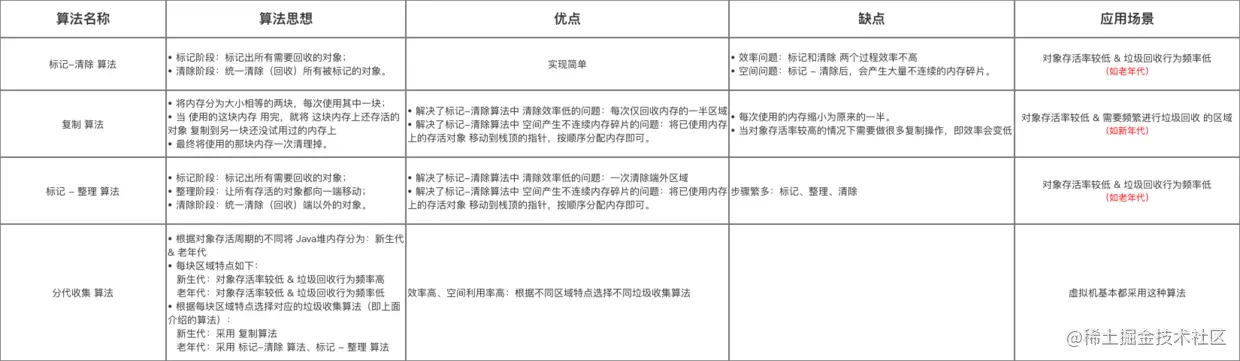 算法名称
算法思想
优点
缺点
应用场景
标记-清除 算法
• 标记阶段：标记出所有需要回收的对象；
• 清除阶段：统一清除（回收）所有被标记的对象。
实现简单
• 效率问题：标记和清除 两个过程效率不高
• 空间问题：标记 - 清除后，会产生大量不连续的内存碎片。
对象存活率较低 & 垃圾回收行为频率低
（如老年代）
复制 算法
• 将内存分为大小相等的两块，每次使用其中一块；
• 当 使用的这块内存 用完，就将 这块内存上还存活的
对象 复制到另一块还没试用过的内存上
• 最终将使用的那块内存一次清理掉。
• 解决了标记-清除算法中 清除效率低的问题：每次仅回收内存的一半区域
• 解决了标记-清除算法中 空间产生不连续内存碎片的问题：将已使用内存
上的存活对象 移动到栈顶的指针，按顺序分配内存即可。
• 每次使用的内存缩小为原来的一半。
• 当对象存活率较高的情况下需要做很多复制操作，即效率会变低
对象存活率较低 & 需要频繁进行垃圾回收 的区域
（如新年代）
标记 - 整理 算法
• 标记阶段：标记出所有需要回收的对象；
• 整理阶段：让所有存活的对象都向一端移动；
• 清除阶段：统一清除（回收）端以外的对象。
• 解决了标记-清除算法中 清除效率低的问题：一次清除端外区域
• 解决了标记-清除算法中 空间产生不连续内存碎片的问题：将已使用内存
上的存活对象 移动到栈顶的指针，按顺序分配内存即可。
步骤繁多：标记、整理、清除
对象存活率较低 & 垃圾回收行为频率低
（如老年代）
分代收集 算法
• 根据对象存活周期的不同将 Java堆内存分为：新生代
& 老年代
• 每块区域特点如下：
新生代：对象存活率较低 & 垃圾回收行为频率高
老年代：对象存活率较低 & 垃圾回收行为频率低
• 根据每块区域特点选择对应的垃圾收集算法（即上面
介绍的算法）：
新生代：采用 复制算法
老年代：采用 标记-清除 算法、标记 - 整理 算法
效率高、空间利用率高：根据不同区域特点选择不同垃圾收集算法
虚拟机基本都采用这种算法
@稀土掘金技术社区